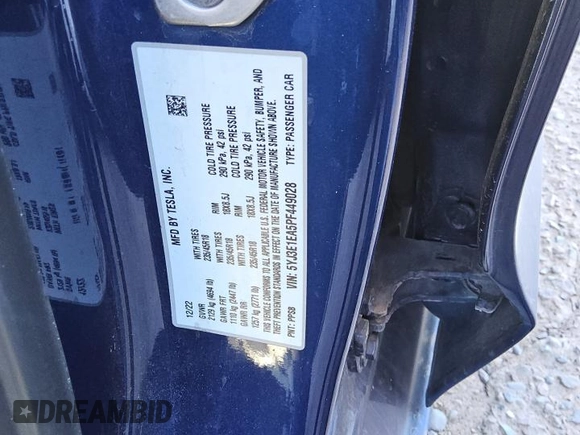 MFD BY TESLA, INC.
12/22
GVWR
2129 kg (4694 lb)
WITH TIRES
235/45R18
RIM
18X8.5J
COLD TIRE PRESSURE
290 kPa, 42 psi
GAWR FRT
1110 kg (2447 lb)
WITH TIRES
235/45R18
RIM
18X8.5J
COLD TIRE PRESSURE
290 kPa, 42 psi
GAWR RR
1257 kg (2771 lb)
THIS VEHICLE CONFORMS TO ALL APPLICABLE U.S. FEDERAL MOTOR VEHICLE SAFETY, BUMPER, AND
THEFT PREVENTION STANDARDS IN EFFECT ON THE DATE OF MANUFACTURE SHOWN ABOVE.
PNT: PPSB VIN: 5YJ3E1EA5PF449028 TYPE: PASSENGER CAR
DREAMBID